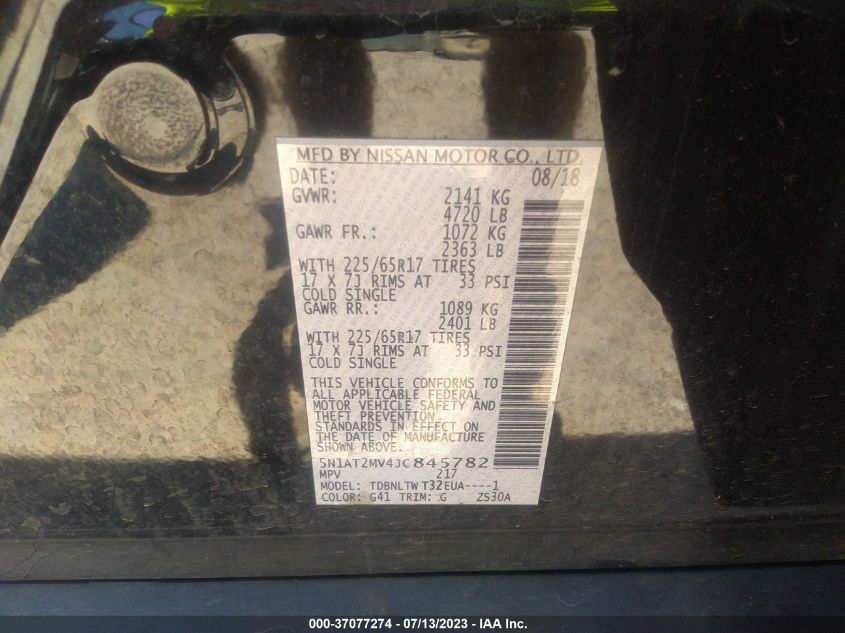 MFD BY NISSAN MOTOR CO., LTD.
DATE: 08/18
GVWR: 2141 KG
4720 LB
GAWR FR.: 1072 KG
2363 LB
WITH 225/65R17 TIRES
17 X 7J RIMS AT 33 PSI
COLD SINGLE
GAWR RR.: 1089 KG
2401 LB
WITH 225/65R17 TIRES
17 X 7J RIMS AT 33 PSI
COLD SINGLE
THIS VEHICLE CONFORMS TO
ALL APPLICABLE FEDERAL
MOTOR VEHICLE SAFETY AND
THEFT PREVENTION
STANDARDS IN EFFECT ON
THE DATE OF MANUFACTURE
SHOWN ABOVE.
5N1AT2MV4JC845782
MPV 217
MODEL: TDBNLTW T32EUA----1
COLOR: G41 TRIM: G ZS30A
000-37077274 - 07/13/2023 - IAA Inc.